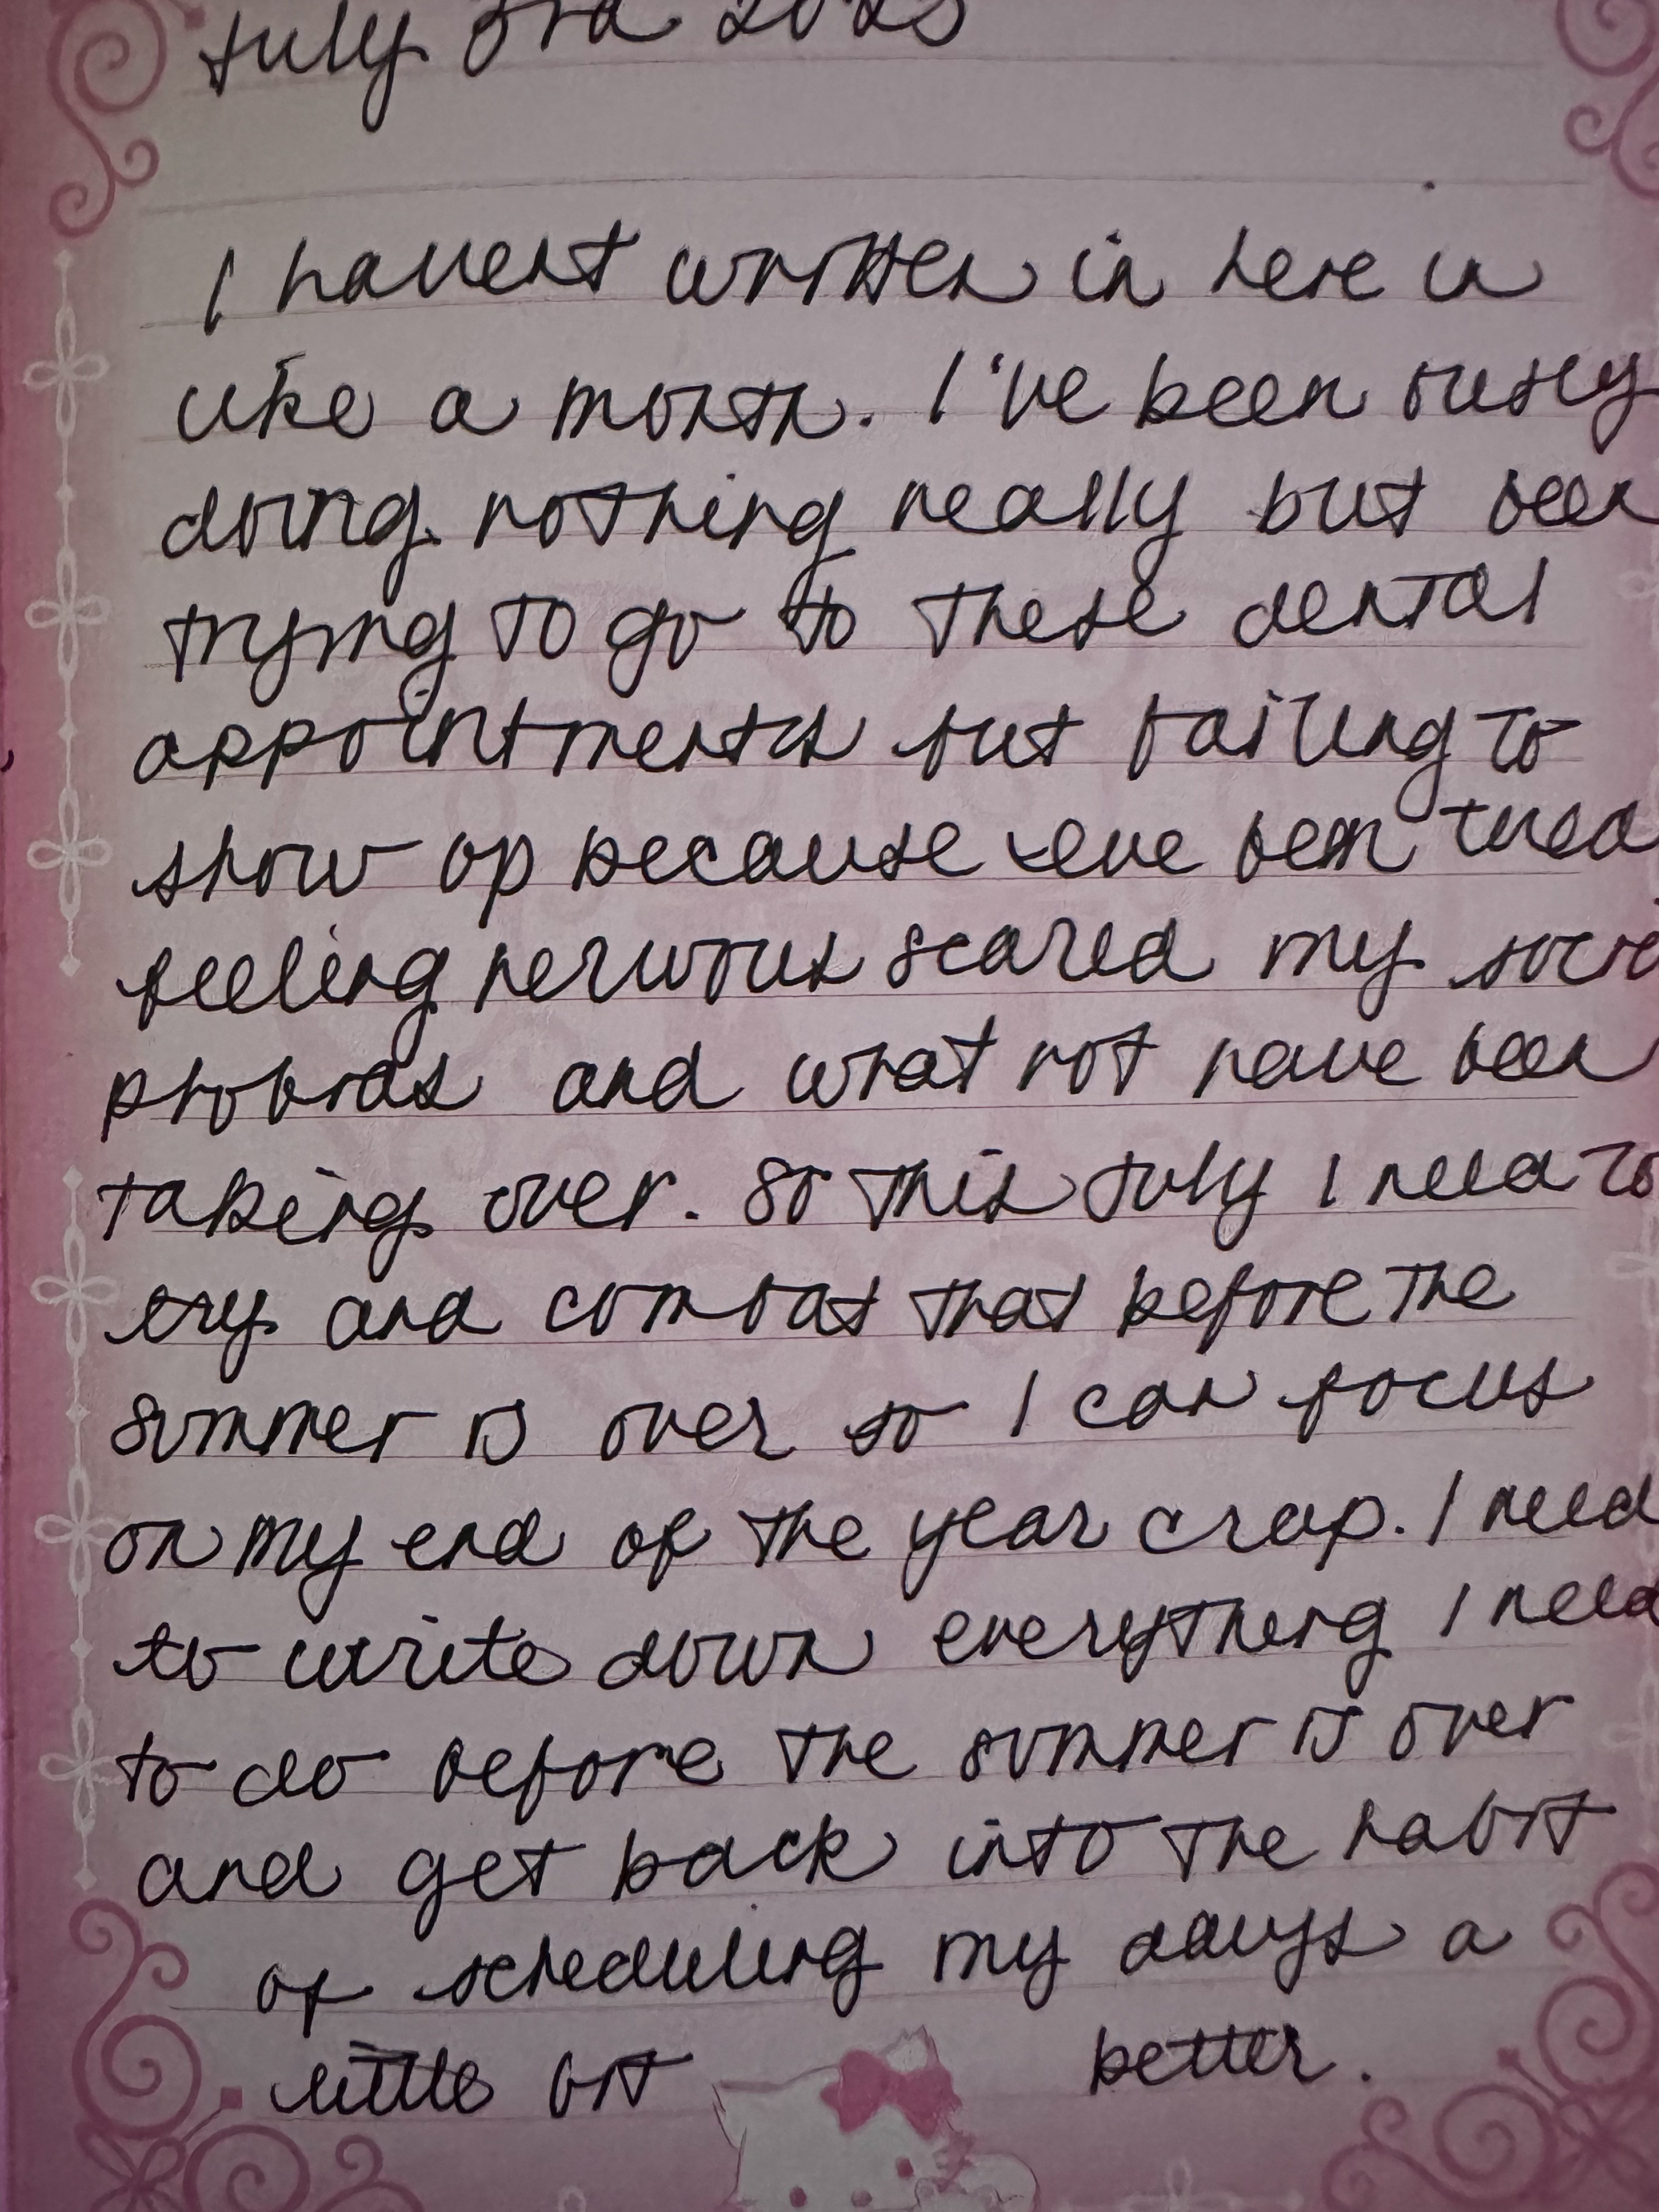 July 3rd 2025
I havent written in here in
like a month. I've been busy
doing nothing really but been
trying to go to these dental
appointments but failing to
show up because ive been tired
feeling nervous scared my social
phobias and what not have been
taking over. So this July I need to
try and combat that before the
summer is over so I can focus
on my end of the year crap. I need
to write down everything I need
to do before the summer is over
and get back into the habit
of scheduling my days a
little bit better.